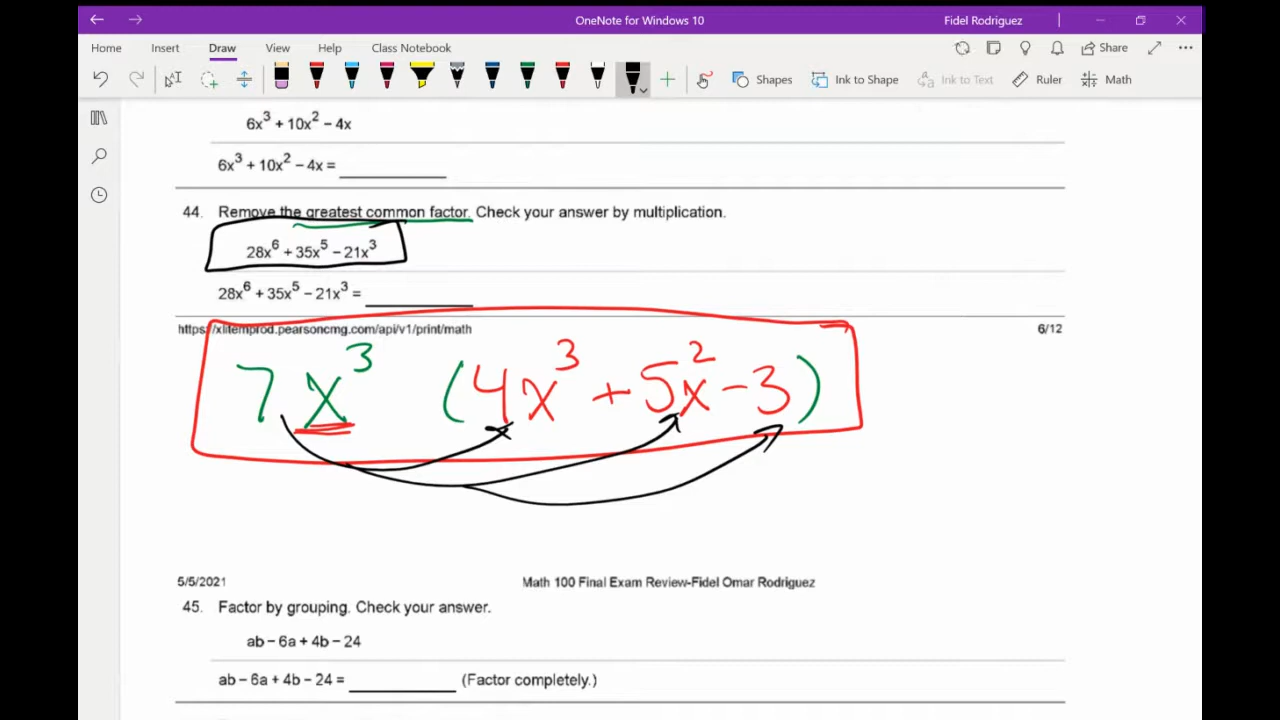 OneNote for Windows 10
Fidel Rodriguez
Home Insert Draw View Help Class Notebook
Share
Shapes Ink to Shape Ink to Text Ruler Math
6x³ + 10x² − 4x
6x³ + 10x² − 4x = ________
44. Remove the greatest common factor. Check your answer by multiplication.
28x⁶ + 35x⁵ − 21x³
28x⁶ + 35x⁵ − 21x³ = ________
https://xlitemprod.pearsoncmg.com/api/v1/print/math 6/12
7x³ (4x³ + 5x² − 3)
5/5/2021 Math 100 Final Exam Review-Fidel Omar Rodriguez
45. Factor by grouping. Check your answer.
ab − 6a + 4b − 24
ab − 6a + 4b − 24 = ________ (Factor completely.)